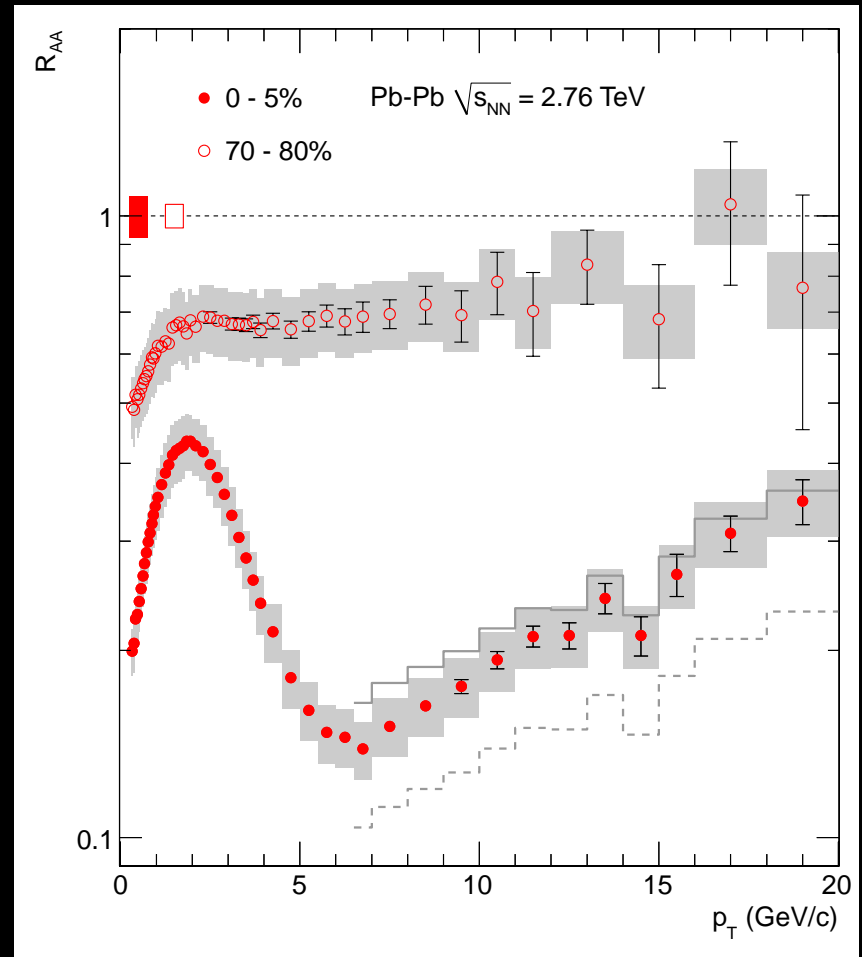 R_AA
0 - 5% Pb-Pb √s_NN = 2.76 TeV
70 - 80%
1
0.1
0 5 10 15 20
p_T (GeV/c)